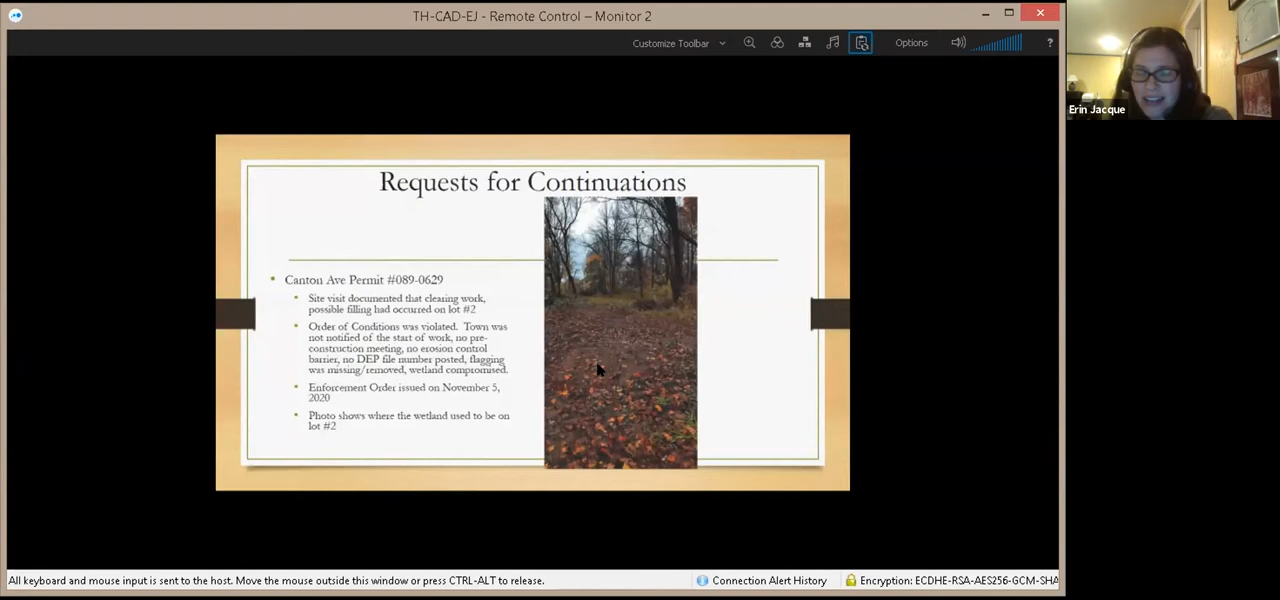 TH-CAD-EJ - Remote Control – Monitor 2
Customize Toolbar
Options
?
Erin Jacque
Requests for Continuations
• Canton Ave Permit #089-0629
• Site visit documented that clearing work,
possible filling had occurred on lot #2
• Order of Conditions was violated. Town was
not notified of the start of work, no pre-
construction meeting, no erosion control
barrier, no DEP file number posted, flagging
was missing/removed, wetland compromised.
• Enforcement Order issued on November 5,
2020
• Photo shows where the wetland used to be on
lot #2
All keyboard and mouse input is sent to the host. Move the mouse outside this window or press CTRL-ALT to release.
Connection Alert History
Encryption: ECDHE-RSA-AES256-GCM-SHA